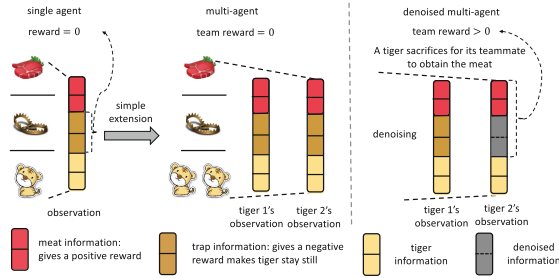 single agent
reward = 0
multi-agent
team reward = 0
denoised multi-agent
team reward > 0
A tiger sacrifices for its teammate
to obtain the meat
simple
extension
denoising
observation
tiger 1's
observation
tiger 2's
observation
tiger 1's
observation
tiger 2's
observation
meat information:
gives a positive reward
trap information: gives a negative
reward makes tiger stay still
tiger
information
denoised
information